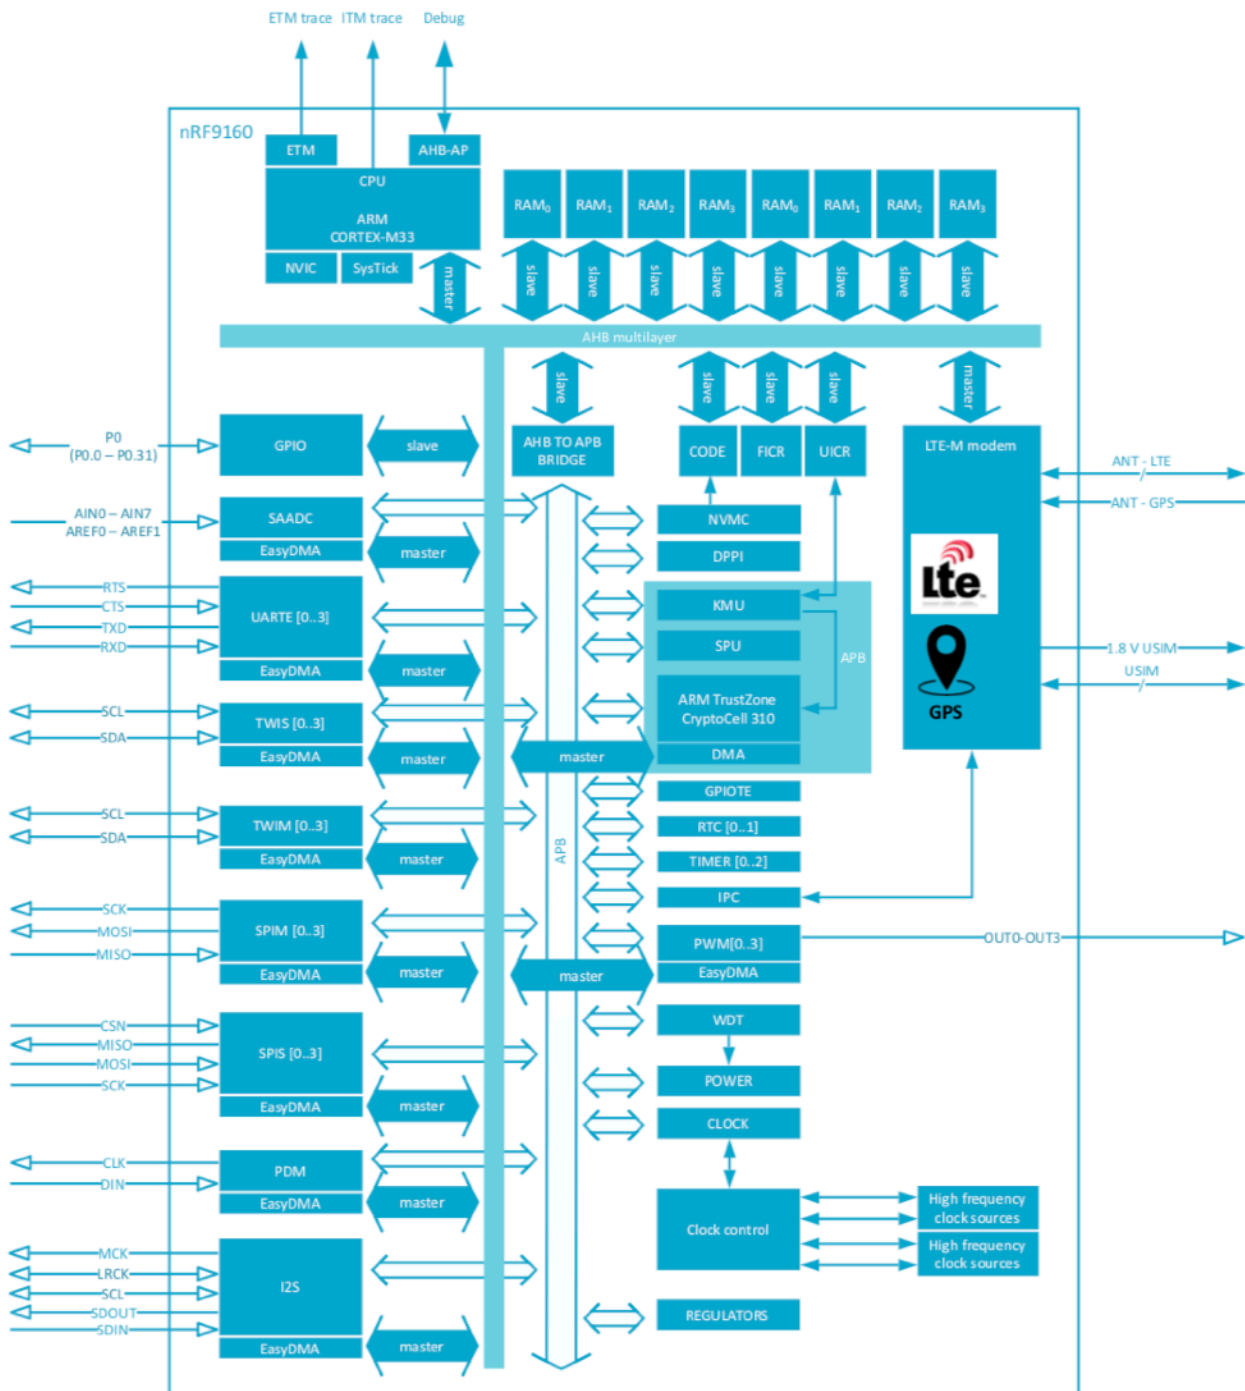 ETM trace
ITM trace
Debug
nRF9160
ETM
AHB-AP
CPU
ARM
CORTEX-M33
NVIC
SysTick
master
RAM0
RAM1
RAM2
RAM3
RAM0
RAM1
RAM2
RAM3
slave
slave
slave
slave
slave
slave
slave
slave
AHB multilayer
slave
slave
slave
slave
master
P0
(P0.0 – P0.31)
GPIO
slave
AHB TO APB
BRIDGE
CODE
FICR
UICR
LTE-M modem
ANT - LTE
ANT - GPS
AIN0 – AIN7
AREF0 – AREF1
SAADC
EasyDMA
master
NVMC
DPPI
Lte
RTS
CTS
TXD
RXD
UARTE [0..3]
EasyDMA
master
KMU
SPU
APB
GPS
1.8 V USIM
USIM
SCL
SDA
TWIS [0..3]
EasyDMA
master
master
ARM TrustZone
CryptoCell 310
DMA
SCL
SDA
TWIM [0..3]
EasyDMA
master
APB
GPIOTE
RTC [0..1]
TIMER [0..2]
IPC
SCK
MOSI
MISO
SPIM [0..3]
EasyDMA
master
master
PWM[0..3]
EasyDMA
OUT0-OUT3
CSN
MISO
MOSI
SCK
SPIS [0..3]
EasyDMA
master
WDT
POWER
CLOCK
CLK
DIN
PDM
EasyDMA
master
Clock control
High frequency
clock sources
High frequency
clock sources
MCK
LRCK
SCL
SDOUT
SDIN
I2S
EasyDMA
master
REGULATORS